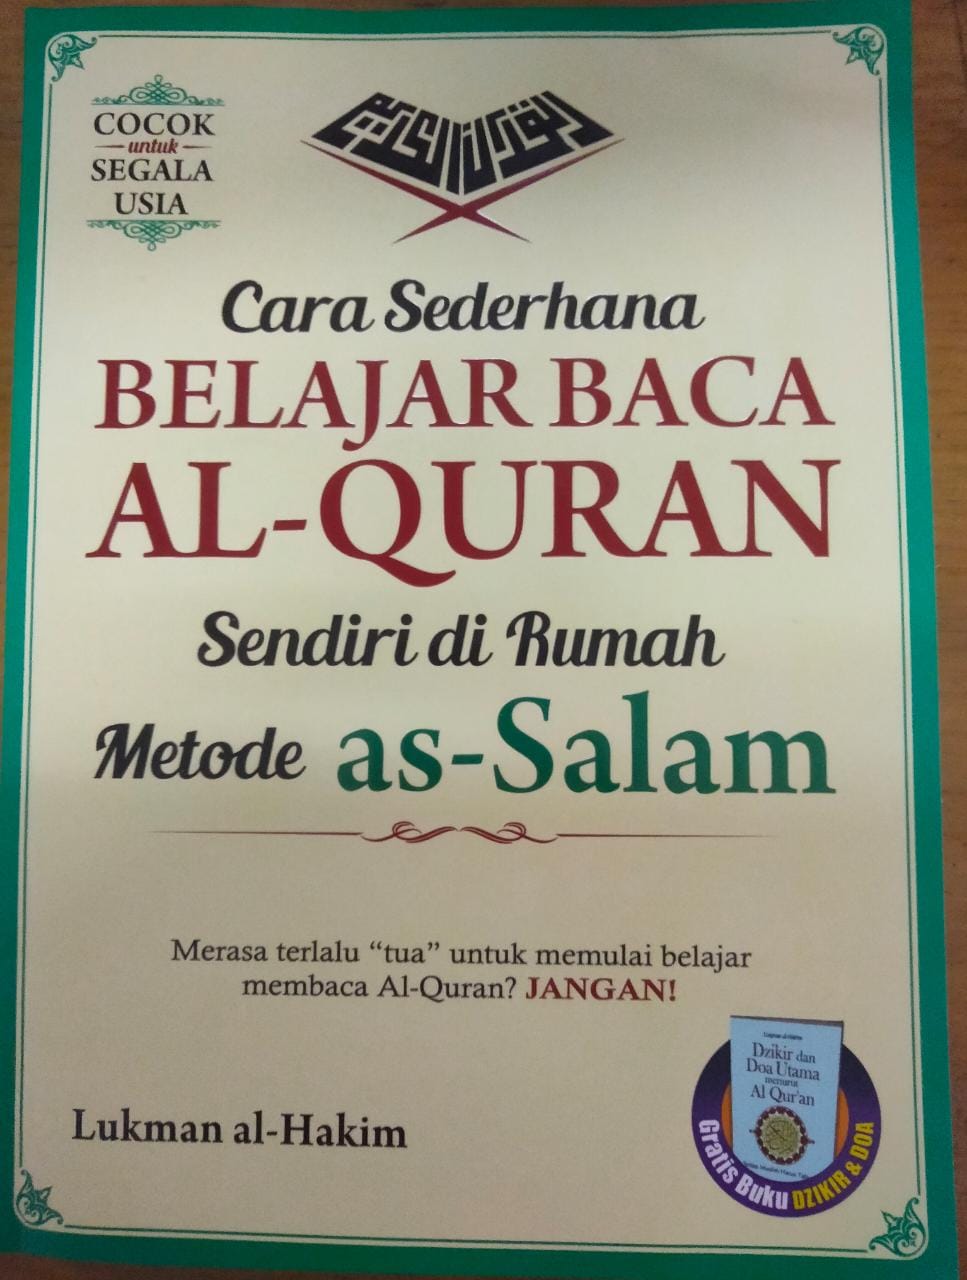 COCOK
untuk
SEGALA
USIA
القرآن الكريم
Cara Sederhana
BELAJAR BACA
AL-QURAN
Sendiri di Rumah
Metode as-Salam
Merasa terlalu “tua” untuk memulai belajar
membaca Al-Quran? JANGAN!
Lukman al-Hakim
Dzikir dan
Doa Utama
menurut
Al Qur'an
Gratis Buku DZIKIR & DOA